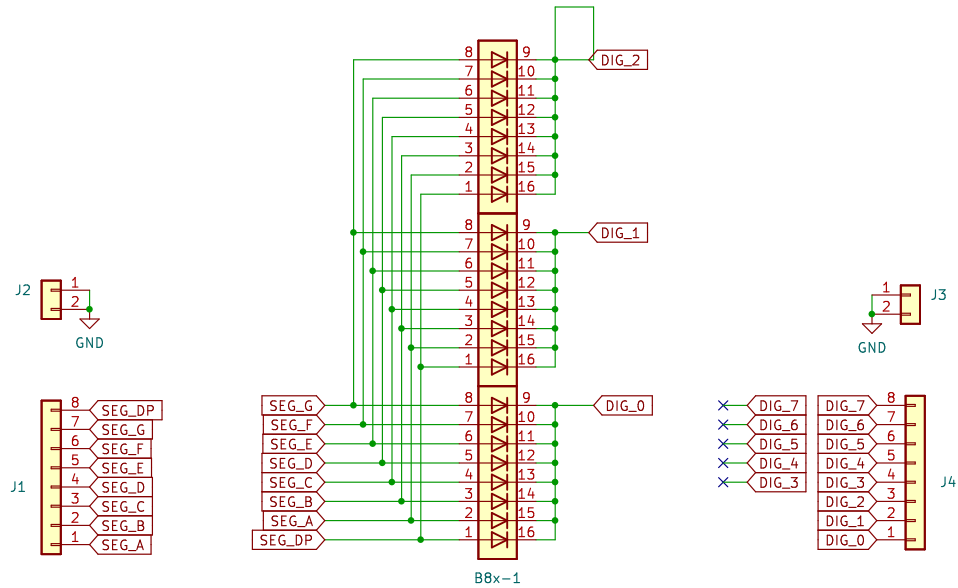 8 9 DIG_2
7 10
6 11
5 12
4 13
3 14
2 15
1 16
8 9 DIG_1
7 10
6 11
5 12
4 13
3 14
2 15
1 16
J2
1
2
GND
J3
1
2
GND
SEG_G 8 9 DIG_0
SEG_F 7 10
SEG_E 6 11
SEG_D 5 12
SEG_C 4 13
SEG_B 3 14
SEG_A 2 15
SEG_DP 1 16
B8x-1
J1
8 SEG_DP
7 SEG_G
6 SEG_F
5 SEG_E
4 SEG_D
3 SEG_C
2 SEG_B
1 SEG_A
DIG_7
DIG_6
DIG_5
DIG_4
DIG_3
DIG_7 8
DIG_6 7
DIG_5 6
DIG_4 5
DIG_3 4
DIG_2 3
DIG_1 2
DIG_0 1
J4